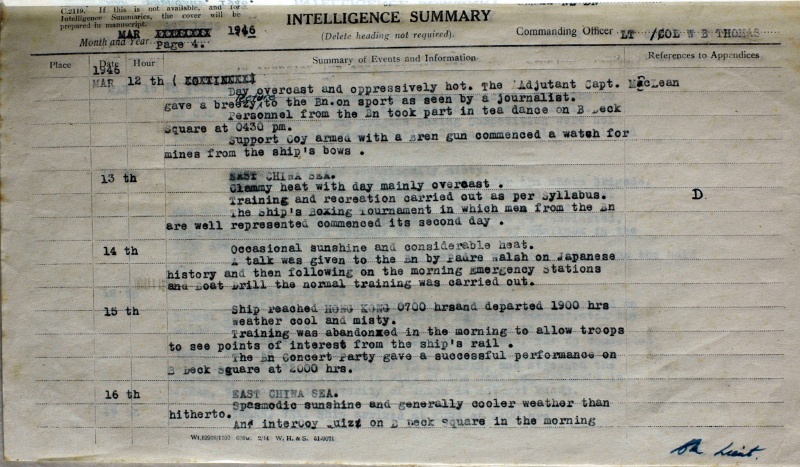 C.2119. If this is not available, and for
Intelligence Summaries, the cover will be
prepared in manuscript.
INTELLIGENCE SUMMARY
(Delete heading not required).
Commanding Officer LT /COL W B THOMAS
MAR 1946
Month and Year
Page 4.
Place Date Hour Summary of Events and Information References to Appendices
1946
MAR 12 th (
Day overcast and oppressively hot. The Adjutant Capt. MacLean
gave a breezy lecture to the Bn.on sport as seen by a journalist.
Personnel from the Bn took part in tea dance on B Deck
Square at 0430 pm.
Support Coy armed with a Bren gun commenced a watch for
mines from the ship's bows .
13 th EAST CHINA SEA.
Clammy heat with day mainly overcast .
Training and recreation carried out as per Syllabus. D.
The Ship's Boxing Tournament in which men from the Bn
are well represented commenced its second day .
14 th Occasional sunshine and considerable heat.
A talk was given to the Bn by Padre Walsh on Japanese
history and then following on the morning Emergency Stations
and Boat Drill the normal training was carried out.
15 th Ship reached HONG KONG 0700 hrsand departed 1900 hrs
weather cool and misty.
Training was abandonxed in the morning to allow troops
to see points of interest from the ship's rail .
The Bn Concert Party gave a successful performance on
B Deck Square at 2000 hrs.
16 th EAST CHINA SEA.
Spasmodic sunshine and generally cooler weather than
hitherto.
And interCoy Quizz on B Deck Square in the morning
W. H. & S.
Lieut.